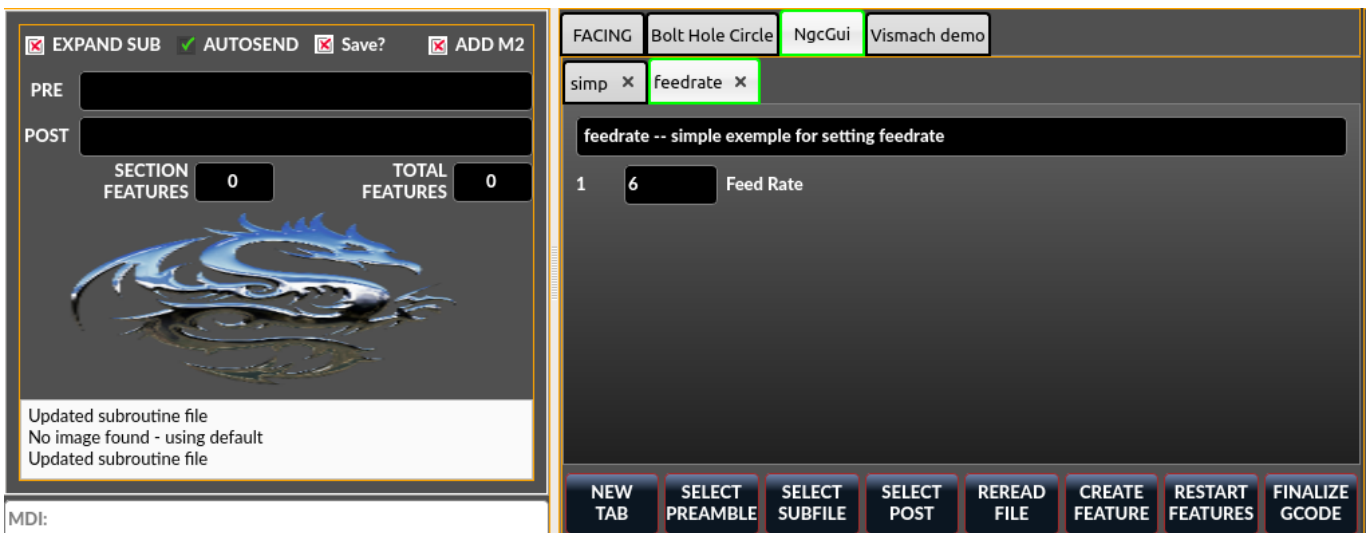 EXPAND SUB AUTOSEND Save? ADD M2
PRE
POST
SECTION
FEATURES
0
TOTAL
FEATURES
0
Updated subroutine file
No image found - using default
Updated subroutine file
MDI:
FACING Bolt Hole Circle NgcGui Vismach demo
simp × feedrate ×
feedrate -- simple exemple for setting feedrate
1 6 Feed Rate
NEW
TAB
SELECT
PREAMBLE
SELECT
SUBFILE
SELECT
POST
REREAD
FILE
CREATE
FEATURE
RESTART
FEATURES
FINALIZE
GCODE